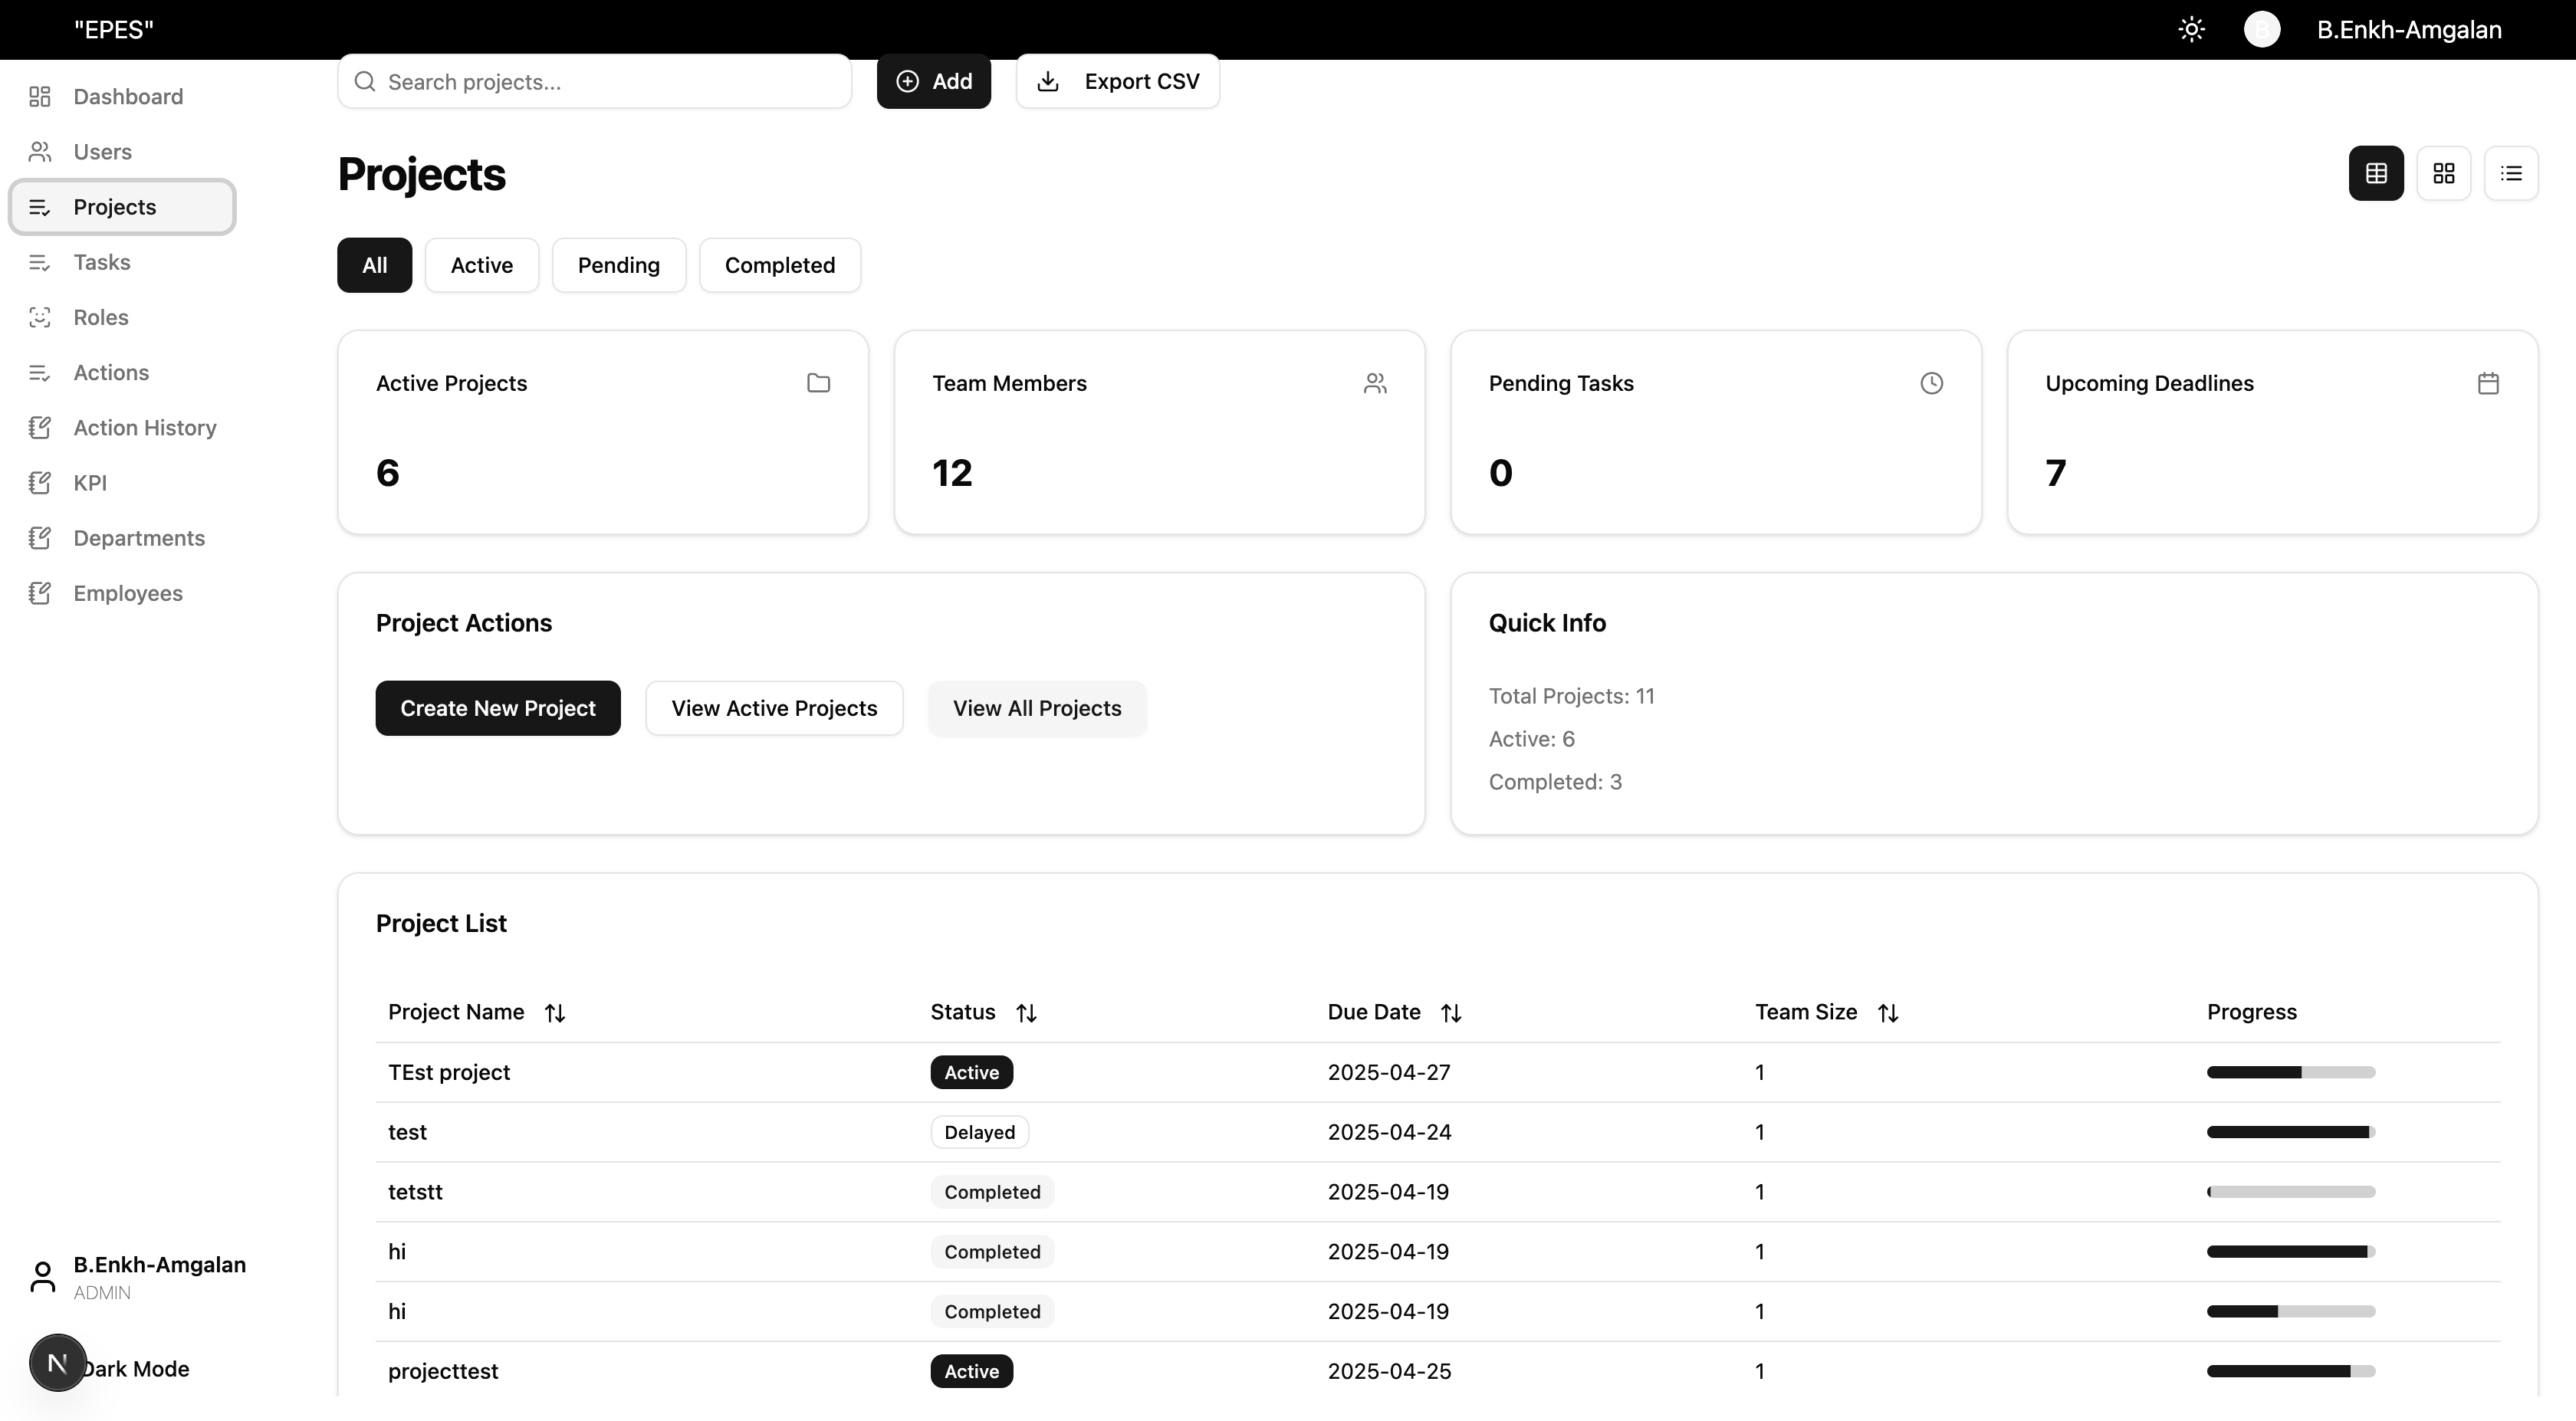 "EPES"
B.Enkh-Amgalan
Dashboard
Users
Projects
Tasks
Roles
Actions
Action History
KPI
Departments
Employees
B.Enkh-Amgalan
ADMIN
N
Dark Mode
Search projects...
Add
Export CSV
Projects
All
Active
Pending
Completed
Active Projects
6
Team Members
12
Pending Tasks
0
Upcoming Deadlines
7
Project Actions
Create New Project
View Active Projects
View All Projects
Quick Info
Total Projects: 11
Active: 6
Completed: 3
Project List
Project Name Status Due Date Team Size Progress
TEst project Active 2025-04-27 1
test Delayed 2025-04-24 1
tetstt Completed 2025-04-19 1
hi Completed 2025-04-19 1
hi Completed 2025-04-19 1
projecttest Active 2025-04-25 1